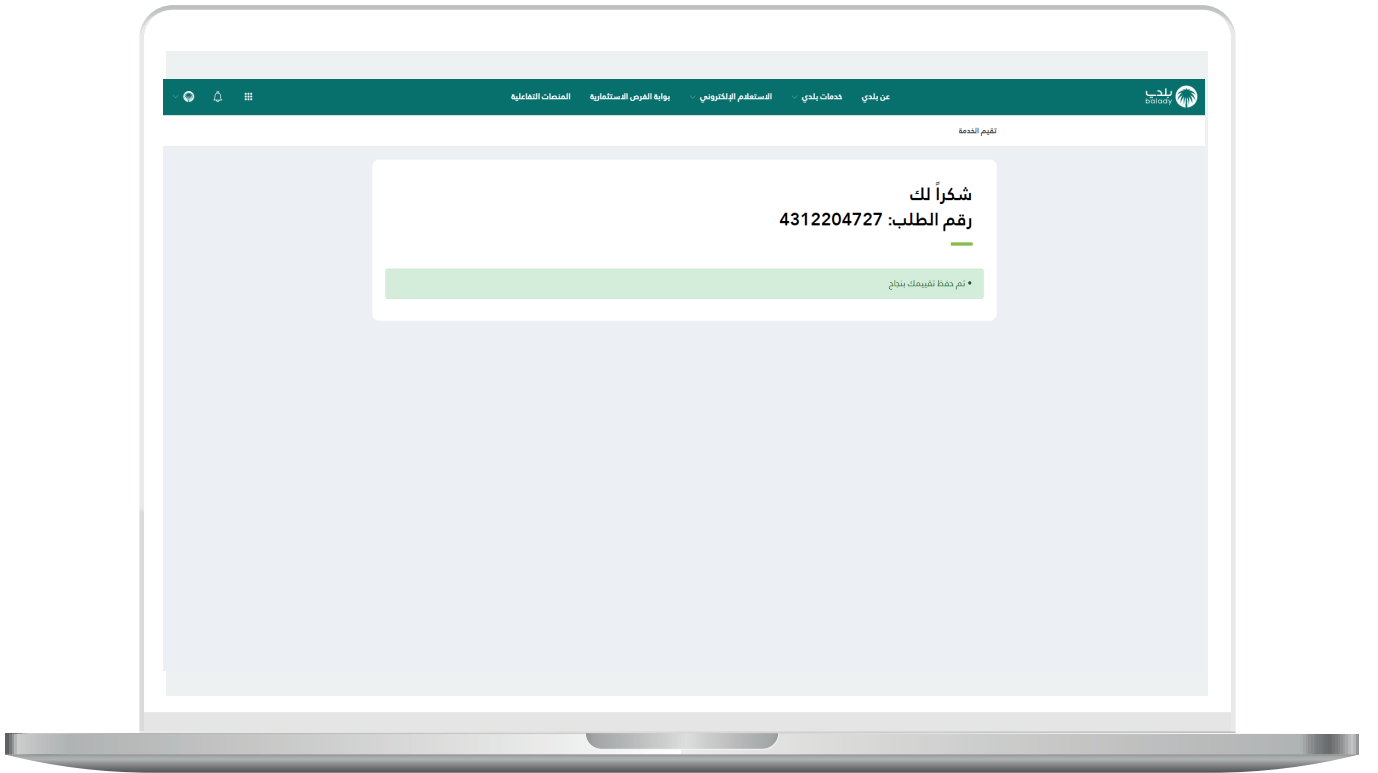 بلدي
balady
عن بلدي
خدمات بلدي
الاستعلام الإلكتروني
بوابة الفرص الاستثمارية
المنصات التفاعلية
تقيم الخدمة
شكراً لك
رقم الطلب: 4312204727
• تم حفظ تقييمك بنجاح